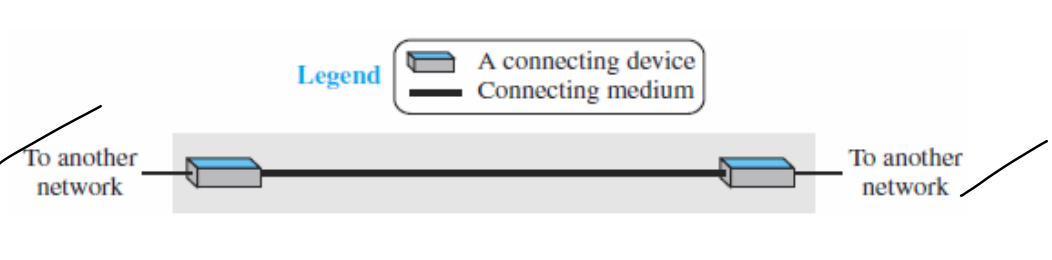 Legend
A connecting device
Connecting medium
To another
network
To another
network